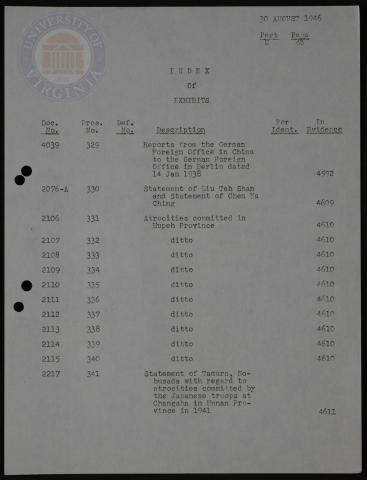 30 AUGUST 1946
Part Page
UNIVERSITY OF VIRGINIA
INDEX
Of
EXHIBITS
Doc. No. Pros. No. Def. No. Description For Ident. In Evidence
4039 329 Reports from the German
Foreign Office in China
to the German Foreign
Office in Berlin dated
14 Jan 1938 4592
2076-A 330 Statement of Liu Teh Shan
and Statement of Chen Ya
Ching 4609
2106 331 Atrocities committed in
Hupeh Province 4610
2107 332 ditto 4610
2108 333 ditto 4610
2109 334 ditto 4610
2110 335 ditto 4610
2111 336 ditto 4610
2112 337 ditto 4610
2113 338 ditto 4610
2114 339 ditto 4610
2115 340 ditto 4610
2217 341 Statement of Tamura, No-
busada with regard to
atrocities committed by
the Japanese troops at
Changsha in Hunan Pro-
vince in 1941 4611